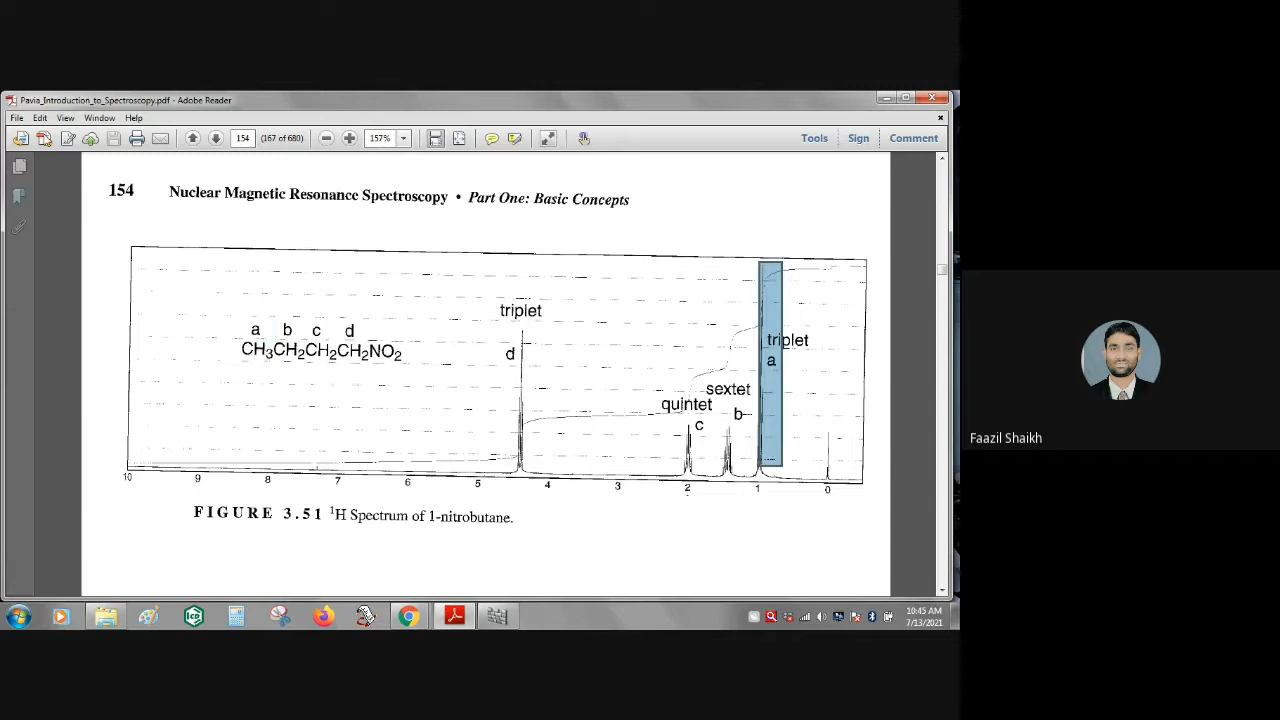 Pavia_Introduction_to_Spectroscopy.pdf - Adobe Reader
File Edit View Window Help
154 (167 of 680) 157% Tools Sign Comment
154 Nuclear Magnetic Resonance Spectroscopy • Part One: Basic Concepts
triplet
a b c d
CH₃CH₂CH₂CH₂NO₂
d
triplet
a
sextet
quintet
b
c
10 9 8 7 6 5 4 3 2 1 0
FIGURE 3.51 ¹H Spectrum of 1-nitrobutane.
Faazil Shaikh
10:45 AM
7/13/2021